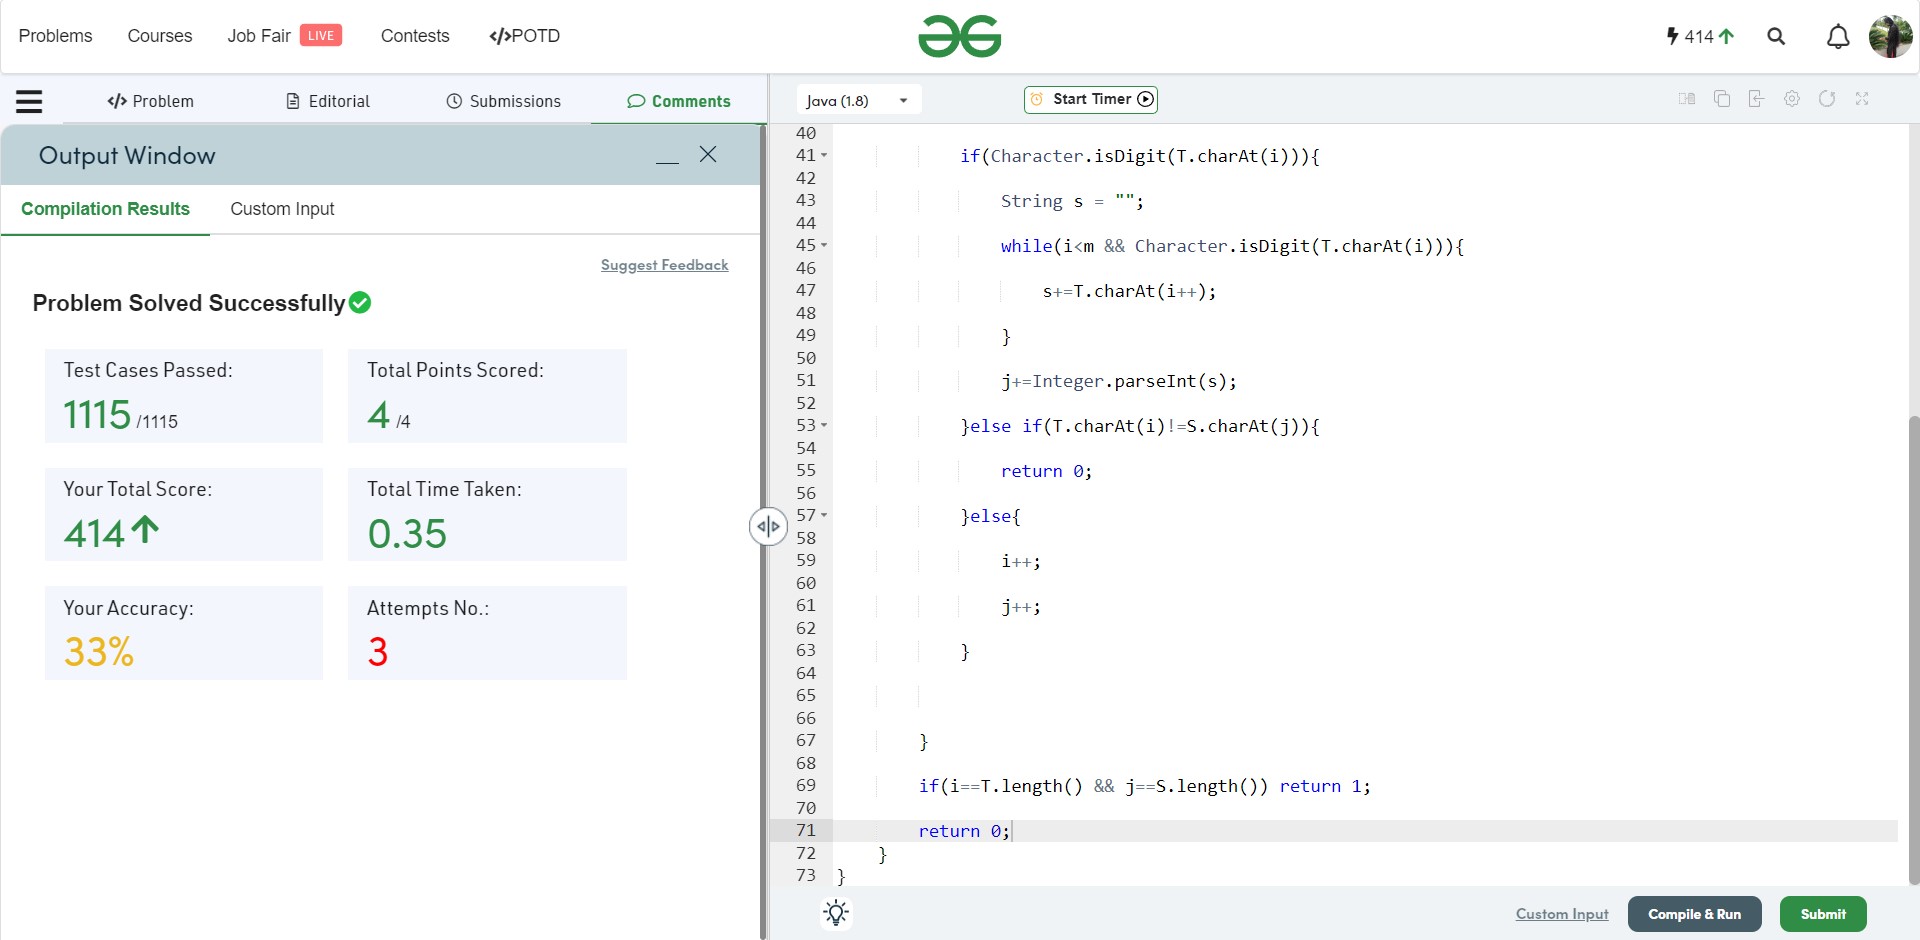 Problems
Courses
Job Fair LIVE
Contests
</>POTD
414
</> Problem
Editorial
Submissions
Comments
Output Window
Compilation Results
Custom Input
Suggest Feedback
Problem Solved Successfully
Test Cases Passed:
1115 /1115
Total Points Scored:
4 /4
Your Total Score:
414
Total Time Taken:
0.35
Your Accuracy:
33%
Attempts No.:
3
Java (1.8)
Start Timer
40
41 if(Character.isDigit(T.charAt(i))){
42
43 String s = "";
44
45 while(i<m && Character.isDigit(T.charAt(i))){
46
47 s+=T.charAt(i++);
48
49 }
50
51 j+=Integer.parseInt(s);
52
53 }else if(T.charAt(i)!=S.charAt(j)){
54
55 return 0;
56
57 }else{
58
59 i++;
60
61 j++;
62
63 }
64
65
66
67 }
68
69 if(i==T.length() && j==S.length()) return 1;
70
71 return 0;
72 }
73 }
Custom Input
Compile & Run
Submit